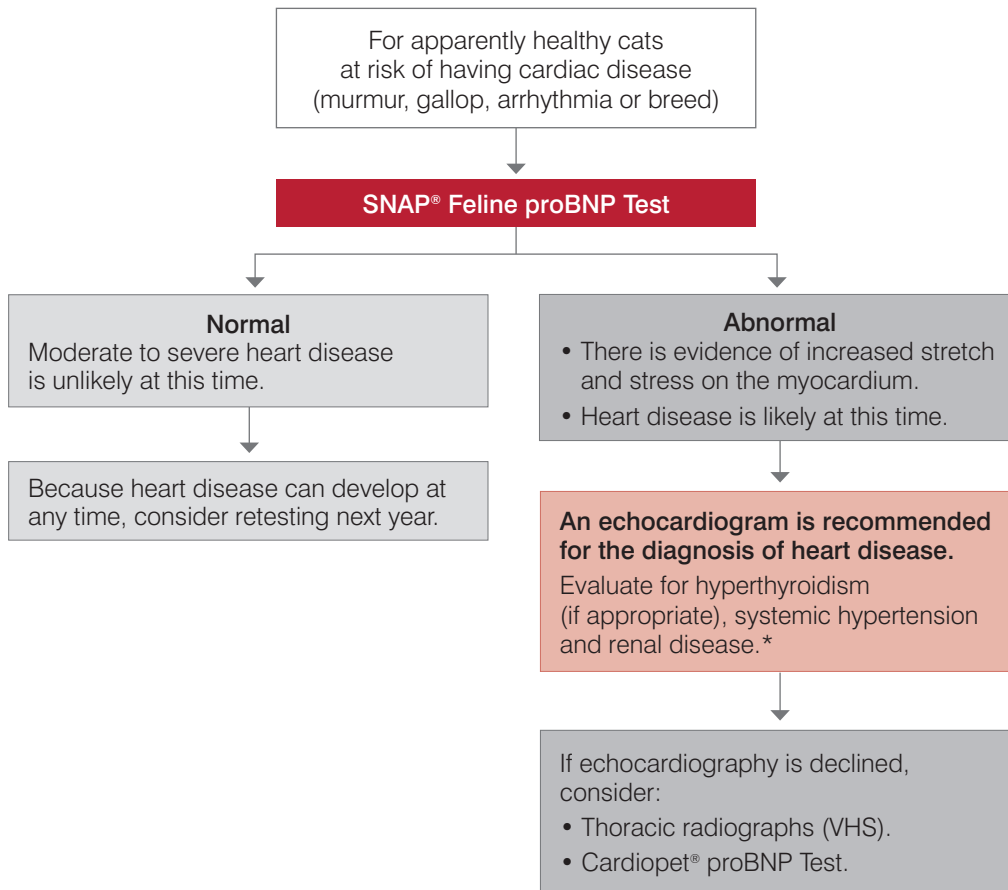 For apparently healthy cats
at risk of having cardiac disease
(murmur, gallop, arrhythmia or breed)
SNAP® Feline proBNP Test
Normal
Moderate to severe heart disease
is unlikely at this time.
Because heart disease can develop at
any time, consider retesting next year.
Abnormal
• There is evidence of increased stretch
and stress on the myocardium.
• Heart disease is likely at this time.
An echocardiogram is recommended
for the diagnosis of heart disease.
Evaluate for hyperthyroidism
(if appropriate), systemic hypertension
and renal disease.*
If echocardiography is declined,
consider:
• Thoracic radiographs (VHS).
• Cardiopet® proBNP Test.